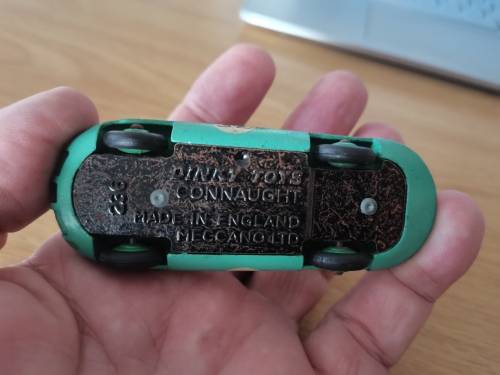 DINKY TOYS
CONNAUGHT
236
MADE IN ENGLAND
MECCANO LTD